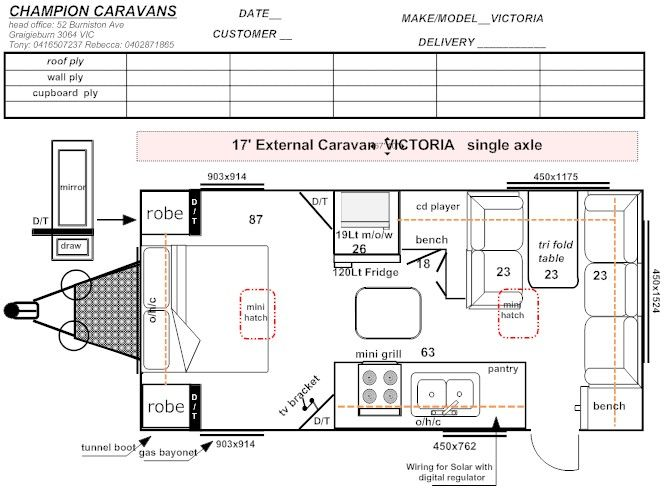 CHAMPION CARAVANS
head office: 52 Burniston Ave
Graigieburn 3064 VIC
Tony: 0416507237 Rebecca: 0402871865
DATE__
CUSTOMER __
MAKE/MODEL__VICTORIA
DELIVERY ___________
roof ply
wall ply
cupboard ply
17' External Caravan VICTORIA single axle
903x914
450x1175
mirror
D/T
draw
robe
D/T
87
D/T
19Lt m/o/w
26
120Lt Fridge
cd player
bench
18
23
tri fold
table
23
23
450x1524
o/h/c
mini
hatch
mini
hatch
mini grill
63
pantry
tv bracket
D/T
robe
D/T
o/h/c
bench
tunnel boot
gas bayonet
903x914
450x762
Wiring for Solar with
digital regulator